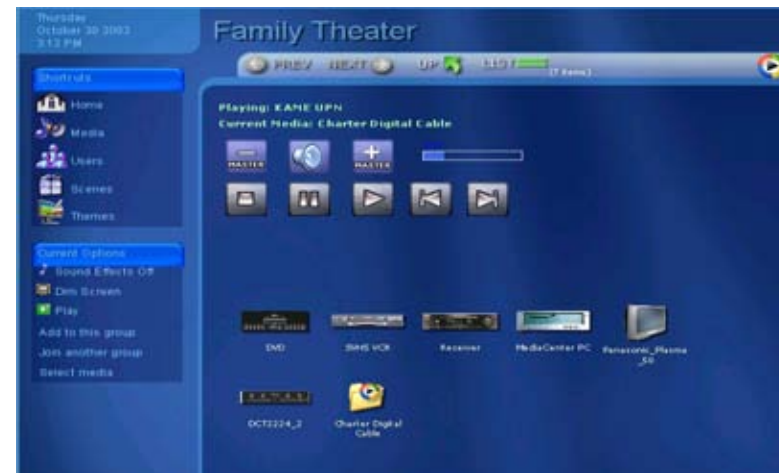 Thursday
October 30 2003
3:13 PM
Family Theater
PREV NEXT UP LIST [7 Items]
Shortcuts
Home
Media
Users
Scenes
Themes
Current Options
Sound Effects Off
Dim Screen
Play
Add to this group
Join another group
Select media
Playing: KAME UPN
Current Media: Charter Digital Cable
MASTER MASTER
DVD SVHS VCR Receiver MediaCenter PC Panasonic_Plasma
_50
DCT2224_2 Charter Digital
Cable